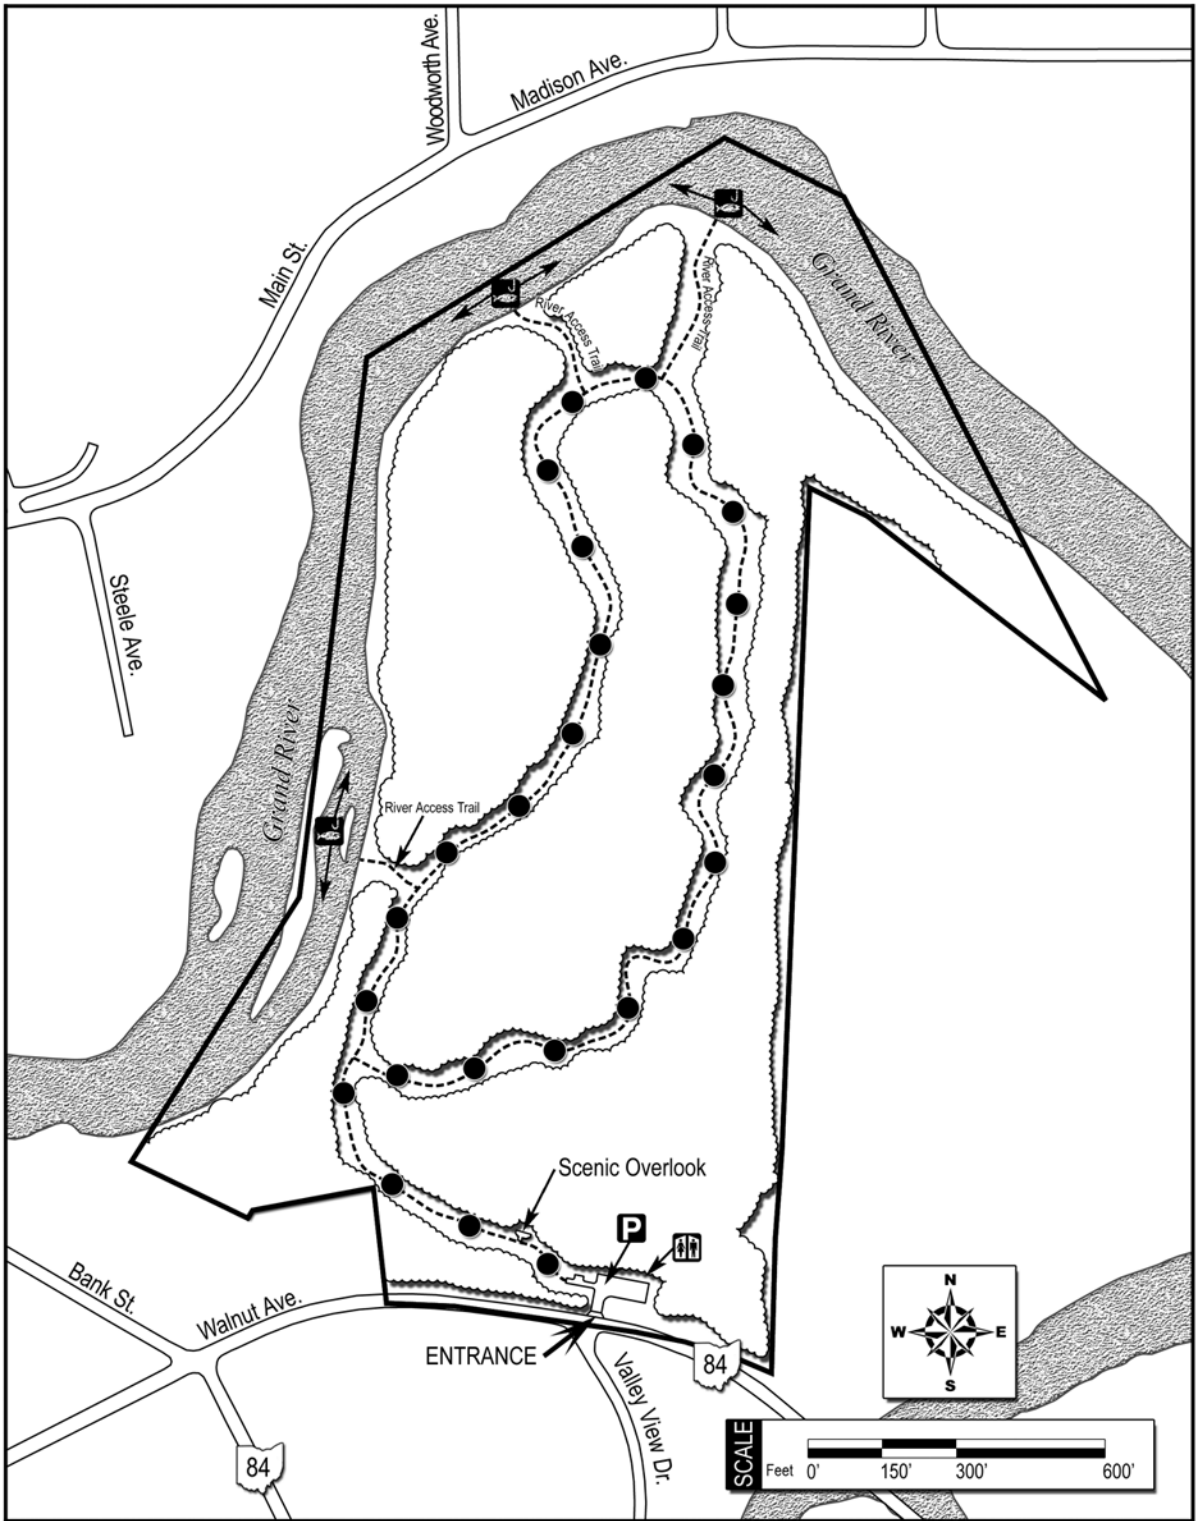 Woodworth Ave.
Madison Ave.
Main St.
Grand River
River Access Trail
River Access Trail
Steele Ave.
Grand River
River Access Trail
Scenic Overlook
P
Bank St.
Walnut Ave.
ENTRANCE
84
Valley View Dr.
84
N
W
E
S
SCALE
Feet 0' 150' 300' 600'